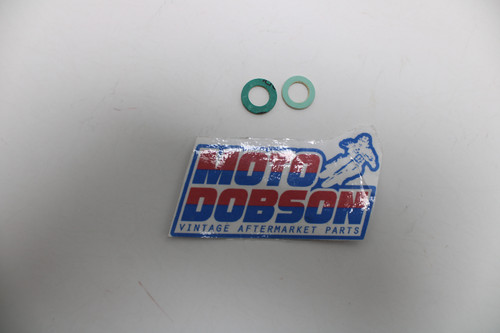 MOTO
DOBSON
VINTAGE AFTERMARKET PARTS